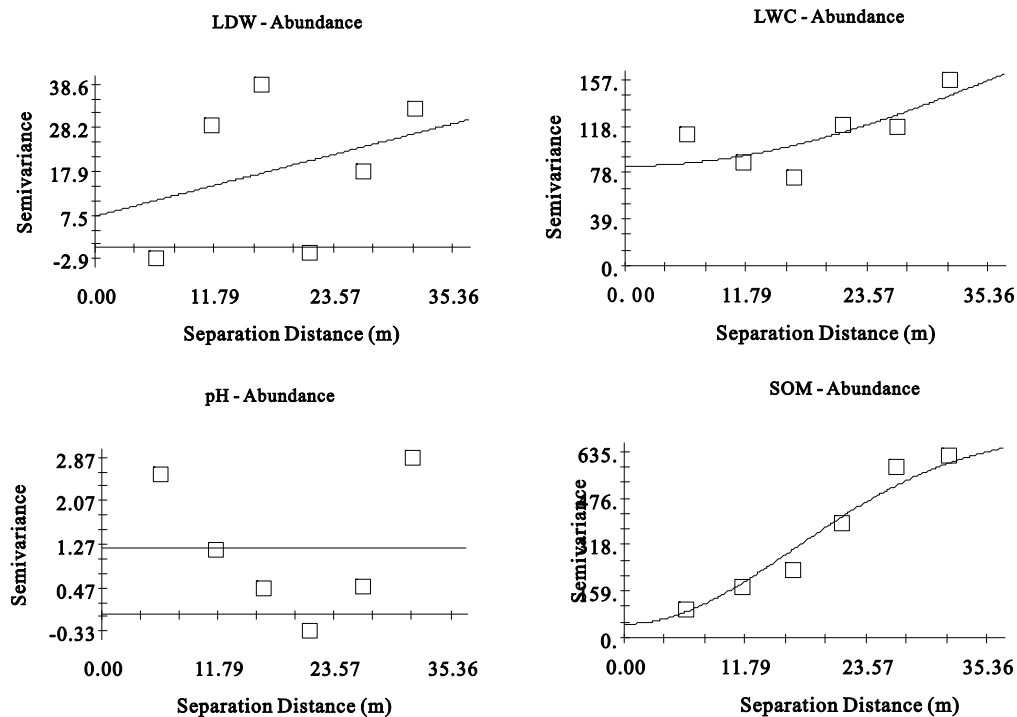 LDW - Abundance
38.6
28.2
17.9
7.5
-2.9
Semivariance
0.00 11.79 23.57 35.36
Separation Distance (m)
LWC - Abundance
157.
118.
78.
39.
0.
Semivariance
0. 00 11.79 23.57 35.36
Separation Distance (m)
pH - Abundance
2.87
2.07
1.27
0.47
-0.33
Semivariance
0.00 11.79 23.57 35.36
Separation Distance (m)
SOM - Abundance
635.
476.
318.
159.
0.
Semivariance
0.00 11.79 23.57 35.36
Separation Distance (m)